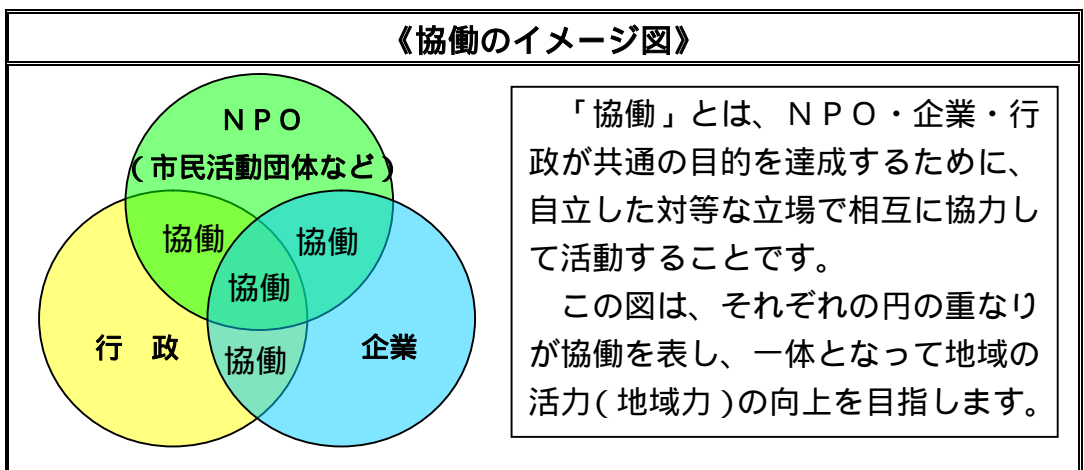 《協働のイメージ図》
NPO
(市民活動団体など)
協働
協働
協働
行 政
協働
企業
「協働」とは、NPO・企業・行
政が共通の目的を達成するために、
自立した対等な立場で相互に協力し
て活動することです。
この図は、それぞれの円の重なり
が協働を表し、一体となって地域の
活力(地域力)の向上を目指します。